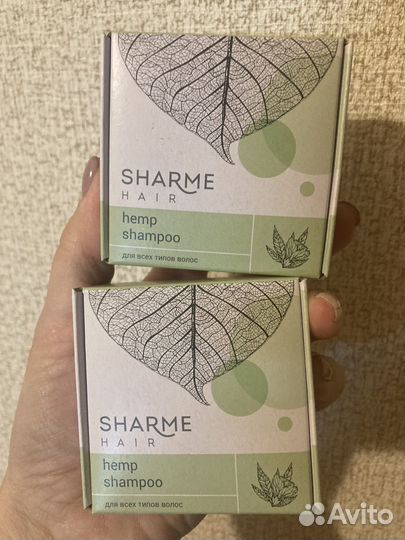 SHARME
HAIR
hemp
shampoo
для всех типов волос
SHARME
HAIR
hemp
shampoo
для всех типов волос
Avito